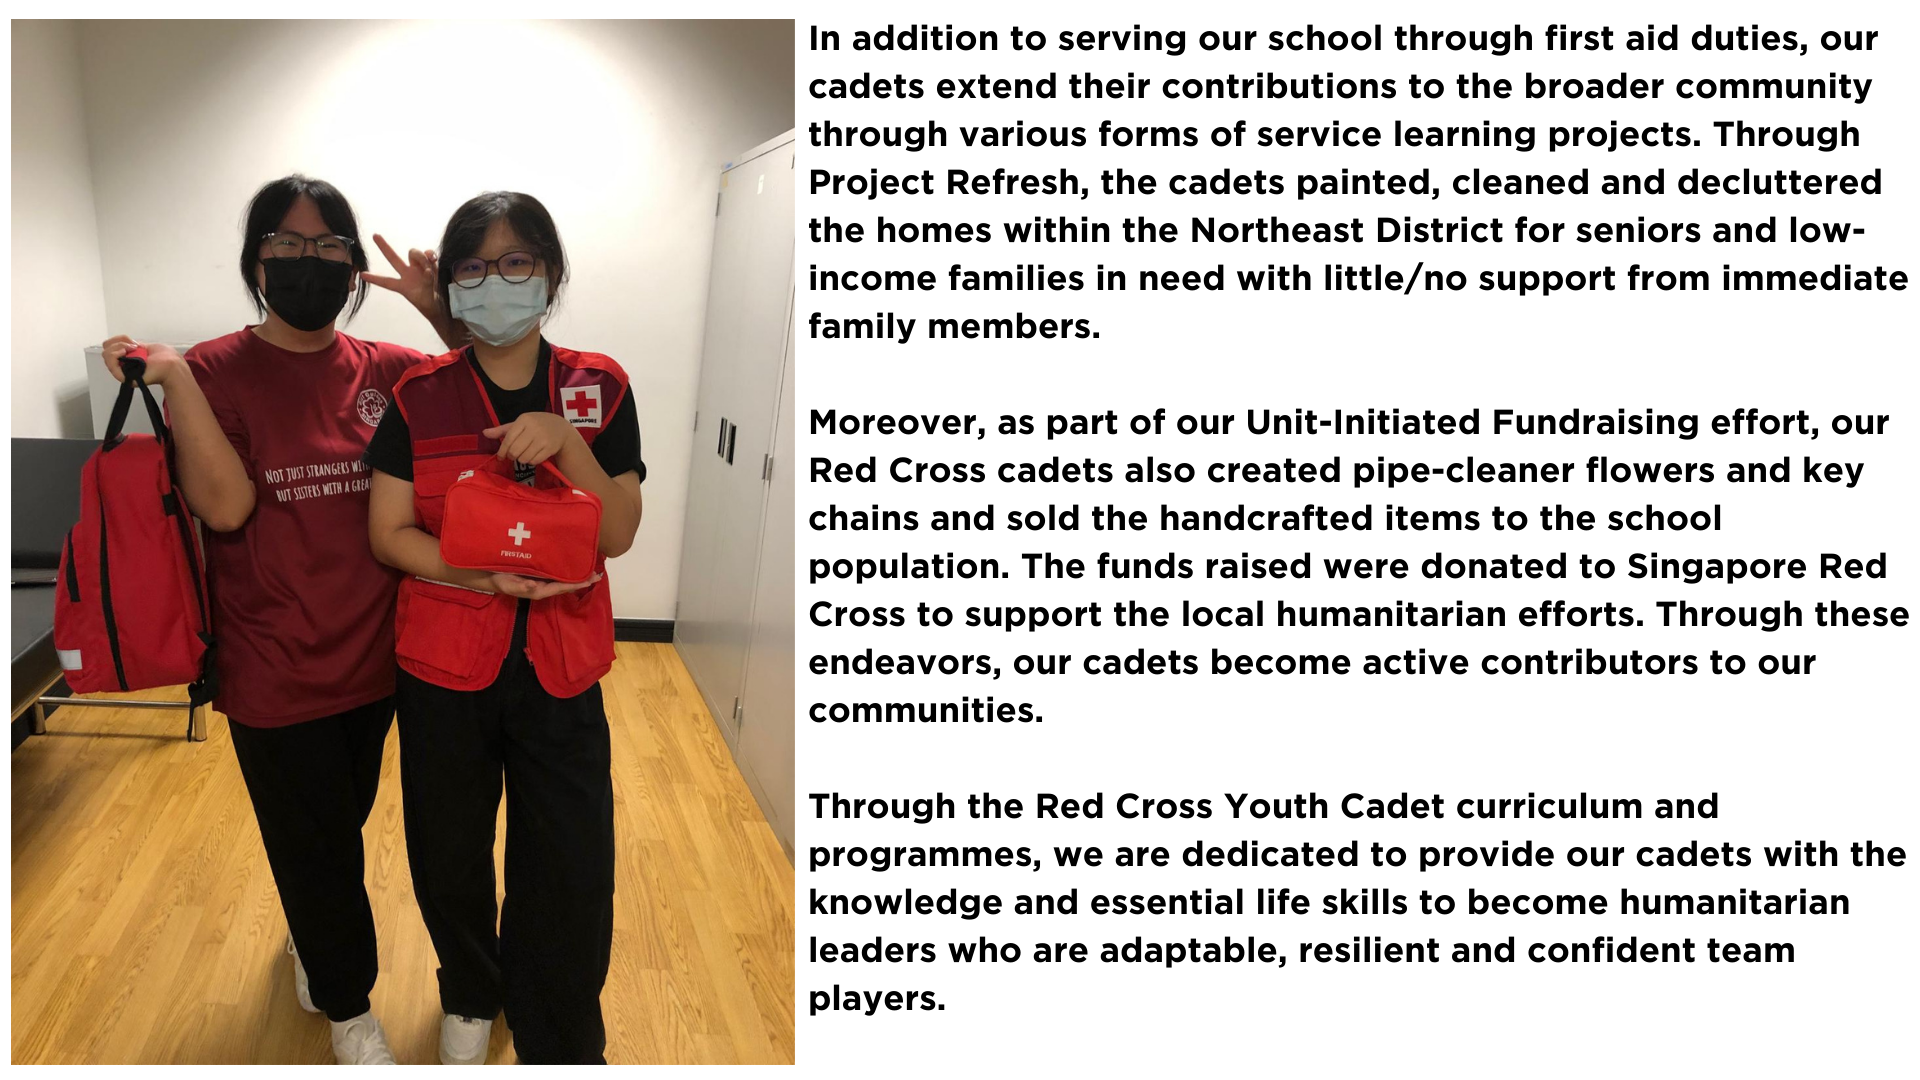 In addition to serving our school through first aid duties, our
cadets extend their contributions to the broader community
through various forms of service learning projects. Through
Project Refresh, the cadets painted, cleaned and decluttered
the homes within the Northeast District for seniors and low-
income families in need with little/no support from immediate
family members.
Moreover, as part of our Unit-Initiated Fundraising effort, our
Red Cross cadets also created pipe-cleaner flowers and key
chains and sold the handcrafted items to the school
population. The funds raised were donated to Singapore Red
Cross to support the local humanitarian efforts. Through these
endeavors, our cadets become active contributors to our
communities.
Through the Red Cross Youth Cadet curriculum and
programmes, we are dedicated to provide our cadets with the
knowledge and essential life skills to become humanitarian
leaders who are adaptable, resilient and confident team
players.
NOT JUST STRANGERS
BUT SISTERS WITH A
SINGAPORE
FIRST AID